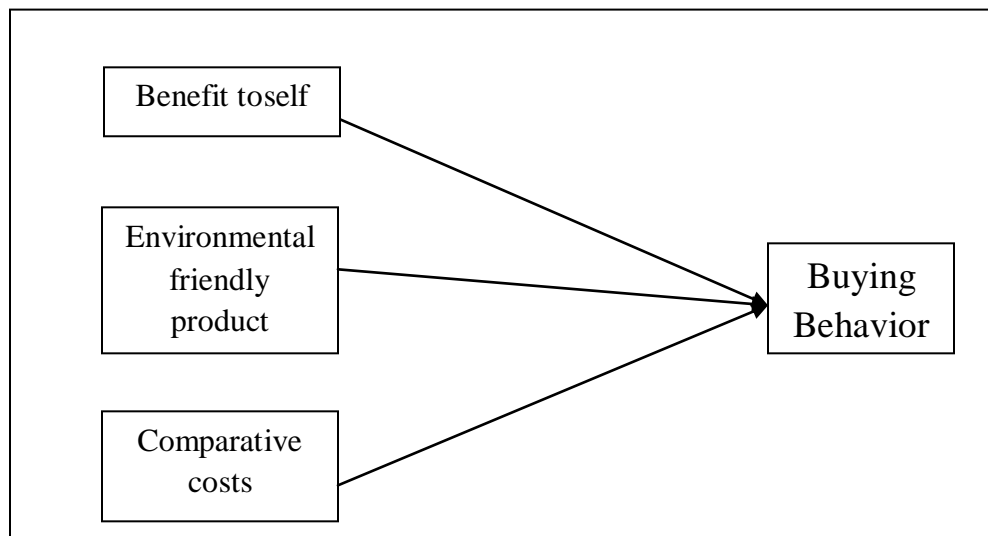 Benefit toself
Environmental
friendly
product
Buying
Behavior
Comparative
costs